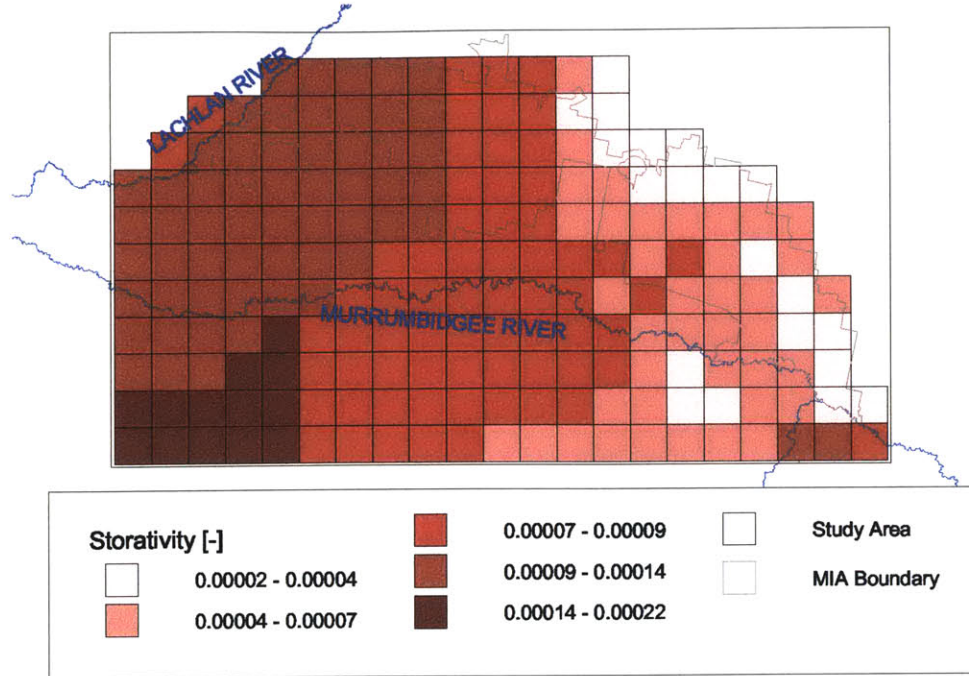 LACHLAN RIVER
MURRUMBIDGEE RIVER
Storativity [-]
0.00002 - 0.00004
0.00004 - 0.00007
0.00007 - 0.00009
0.00009 - 0.00014
0.00014 - 0.00022
Study Area
MIA Boundary